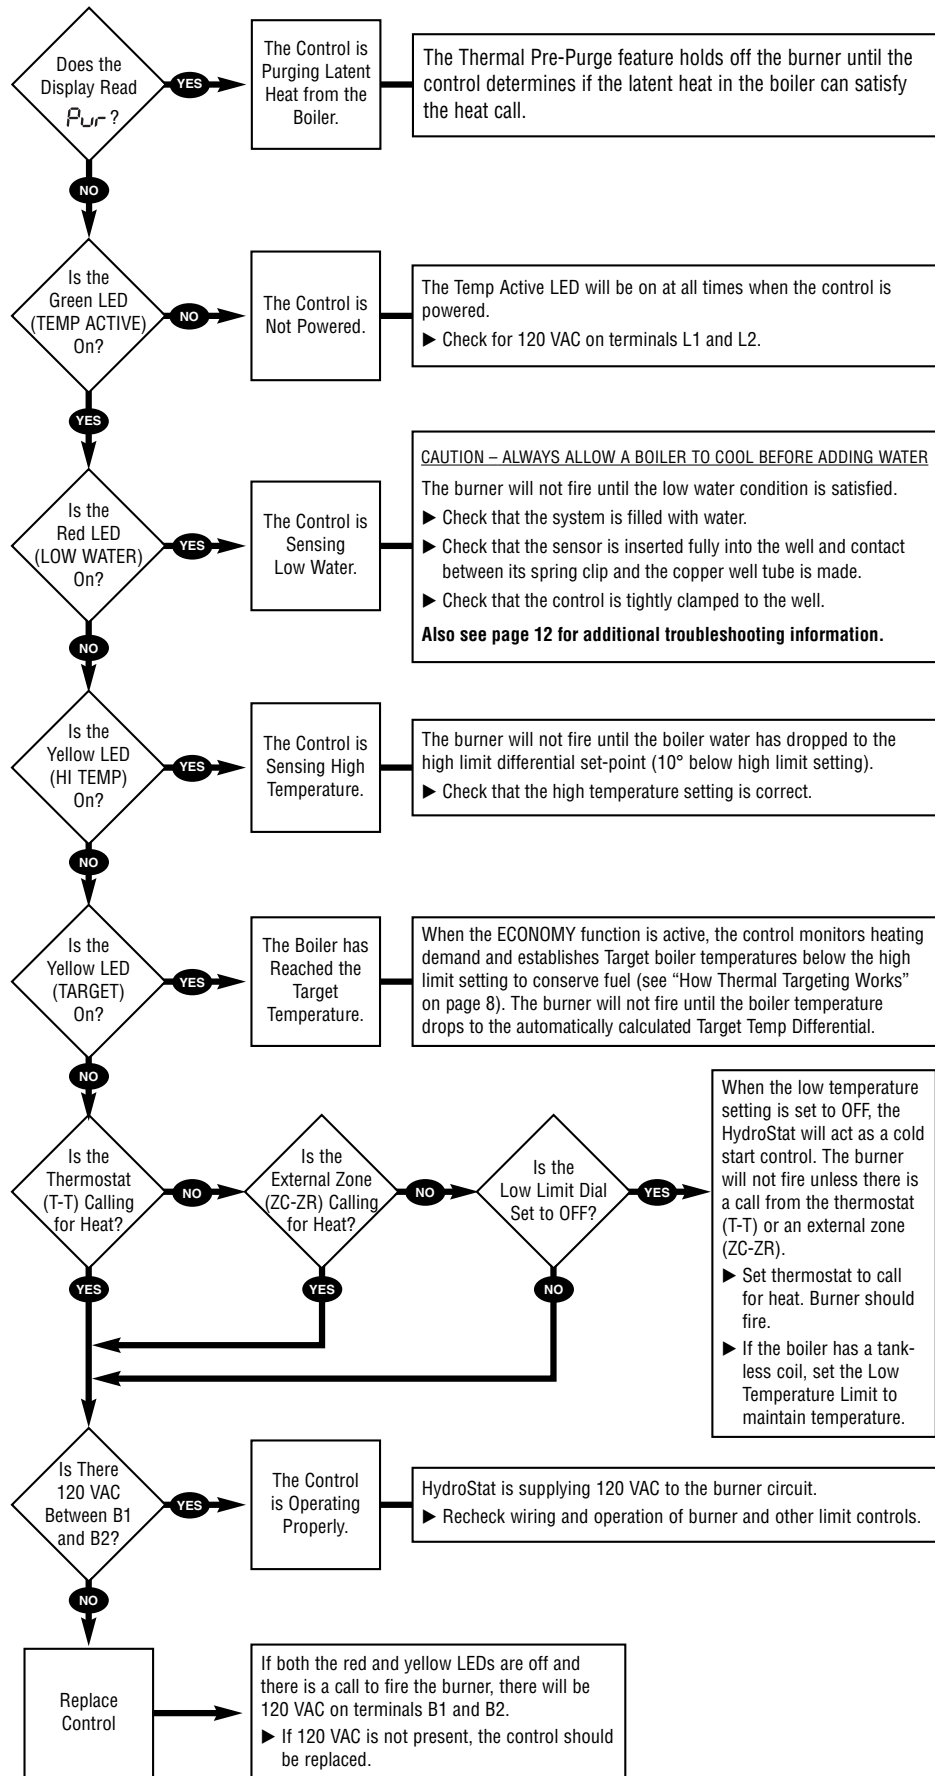 Does the
Display Read
Pur ?
YES
The Control is
Purging Latent
Heat from the
Boiler.
The Thermal Pre-Purge feature holds off the burner until the
control determines if the latent heat in the boiler can satisfy
the heat call.
NO
Is the
Green LED
(TEMP ACTIVE)
On?
NO
The Control is
Not Powered.
The Temp Active LED will be on at all times when the control is
powered.
▶ Check for 120 VAC on terminals L1 and L2.
YES
Is the
Red LED
(LOW WATER)
On?
YES
The Control is
Sensing
Low Water.
CAUTION – ALWAYS ALLOW A BOILER TO COOL BEFORE ADDING WATER
The burner will not fire until the low water condition is satisfied.
▶ Check that the system is filled with water.
▶ Check that the sensor is inserted fully into the well and contact
between its spring clip and the copper well tube is made.
▶ Check that the control is tightly clamped to the well.
Also see page 12 for additional troubleshooting information.
NO
Is the
Yellow LED
(HI TEMP)
On?
YES
The Control is
Sensing High
Temperature.
The burner will not fire until the boiler water has dropped to the
high limit differential set-point (10° below high limit setting).
▶ Check that the high temperature setting is correct.
NO
Is the
Yellow LED
(TARGET)
On?
YES
The Boiler has
Reached the
Target
Temperature.
When the ECONOMY function is active, the control monitors heating
demand and establishes Target boiler temperatures below the high
limit setting to conserve fuel (see “How Thermal Targeting Works”
on page 8). The burner will not fire until the boiler temperature
drops to the automatically calculated Target Temp Differential.
NO
Is the
Thermostat
(T-T) Calling
for Heat?
NO
Is the
External Zone
(ZC-ZR) Calling
for Heat?
NO
Is the
Low Limit Dial
Set to OFF?
YES
When the low temperature
setting is set to OFF, the
HydroStat will act as a cold
start control. The burner
will not fire unless there is
a call from the thermostat
(T-T) or an external zone
(ZC-ZR).
▶ Set thermostat to call
for heat. Burner should
fire.
▶ If the boiler has a tank-
less coil, set the Low
Temperature Limit to
maintain temperature.
YES
YES
NO
Is There
120 VAC
Between B1
and B2?
YES
The Control
is Operating
Properly.
HydroStat is supplying 120 VAC to the burner circuit.
▶ Recheck wiring and operation of burner and other limit controls.
NO
Replace
Control
If both the red and yellow LEDs are off and
there is a call to fire the burner, there will be
120 VAC on terminals B1 and B2.
▶ If 120 VAC is not present, the control should
be replaced.